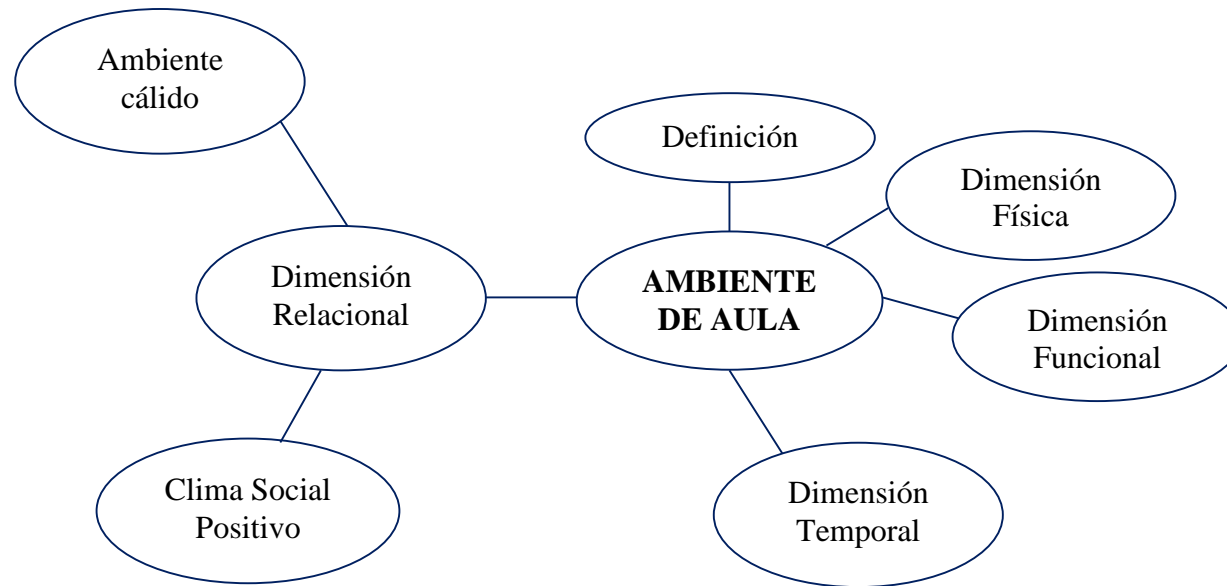 Ambiente
cálido
Definición
Dimensión
Física
Dimensión
Relacional
AMBIENTE
DE AULA
Dimensión
Funcional
Clima Social
Positivo
Dimensión
Temporal